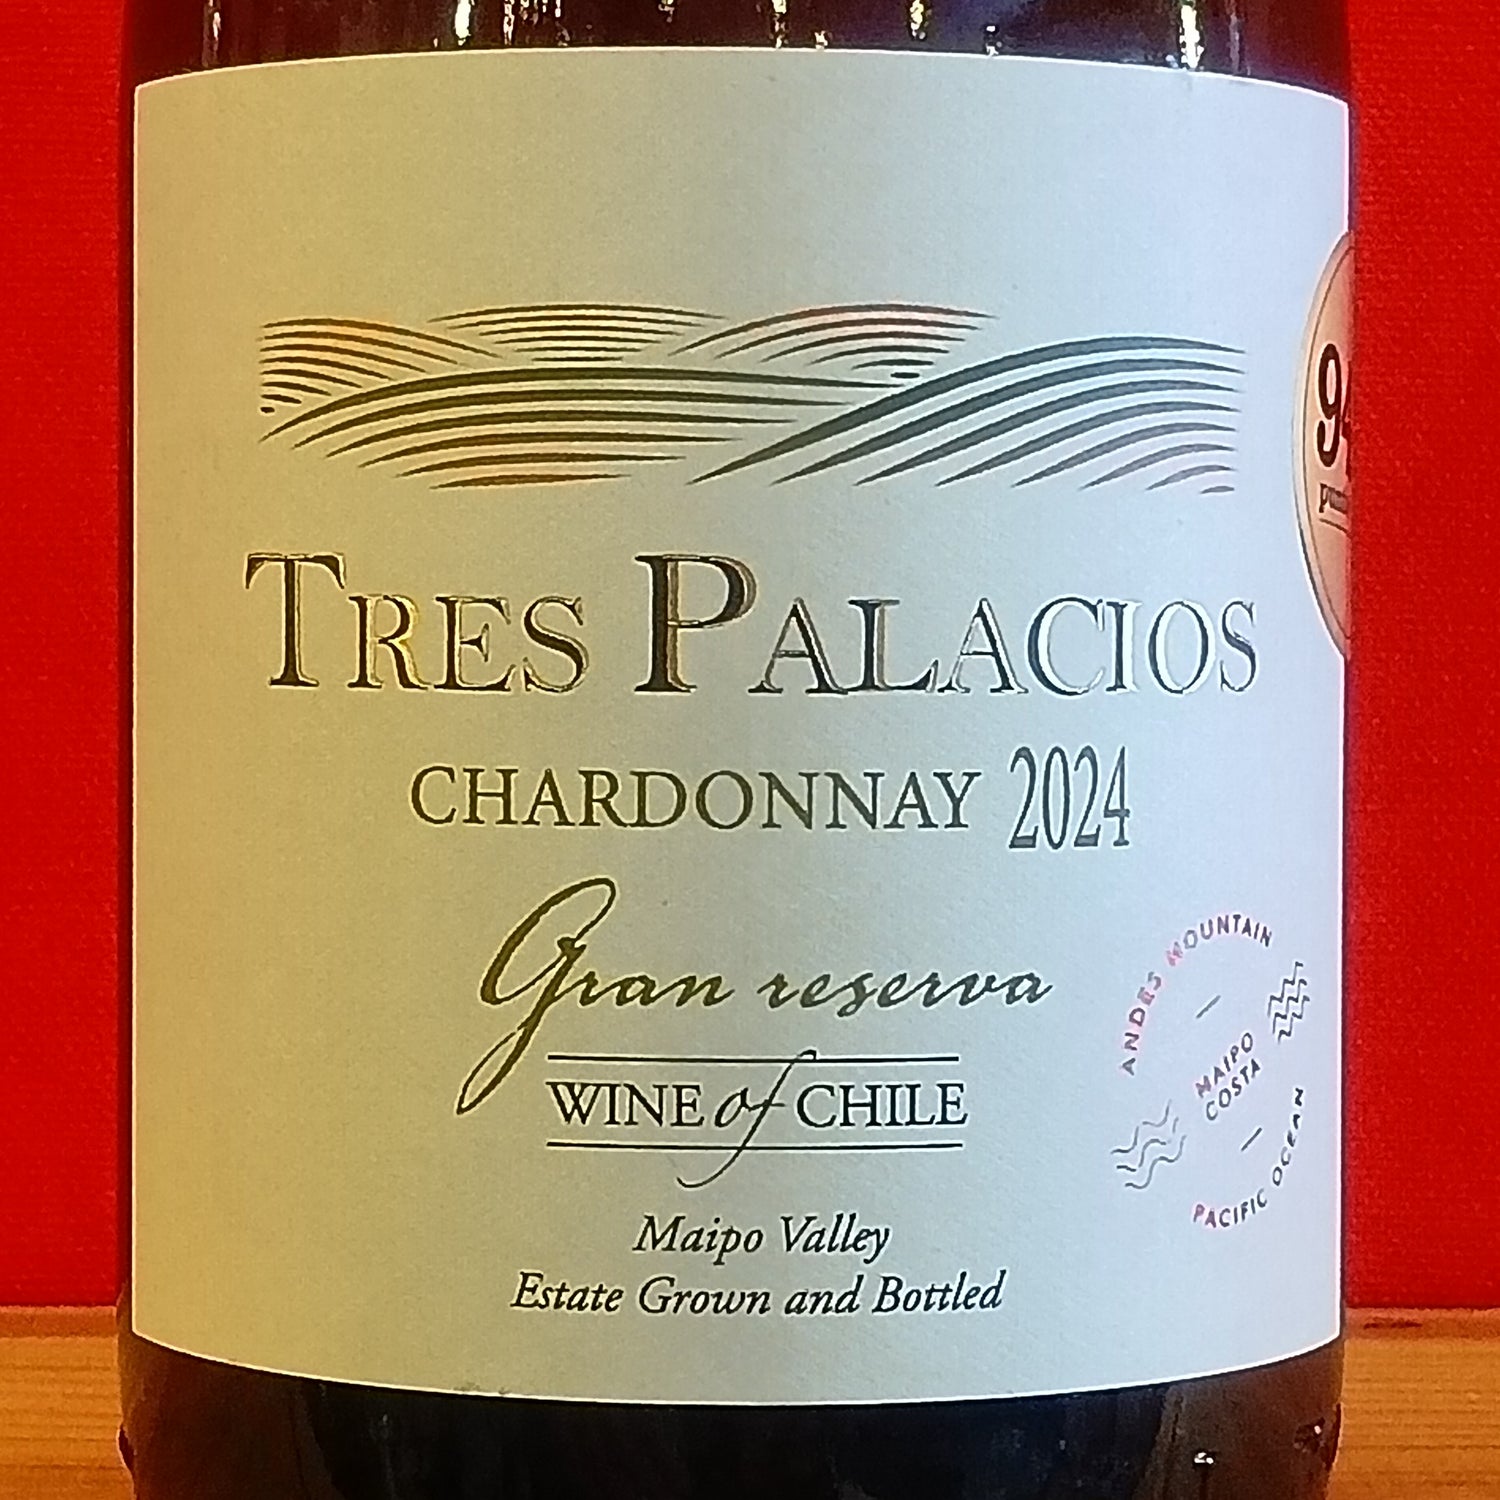 TRES PALACIOS
CHARDONNAY 2024
Gran reserva
WINE of CHILE
Maipo Valley
Estate Grown and Bottled
ANDES MOUNTAIN
MAIPO
COSTA
PACIFIC OCEAN